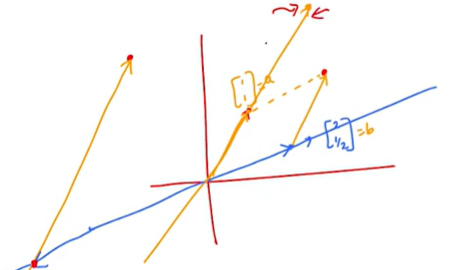 [1
1] = a
[2
1/2] = b